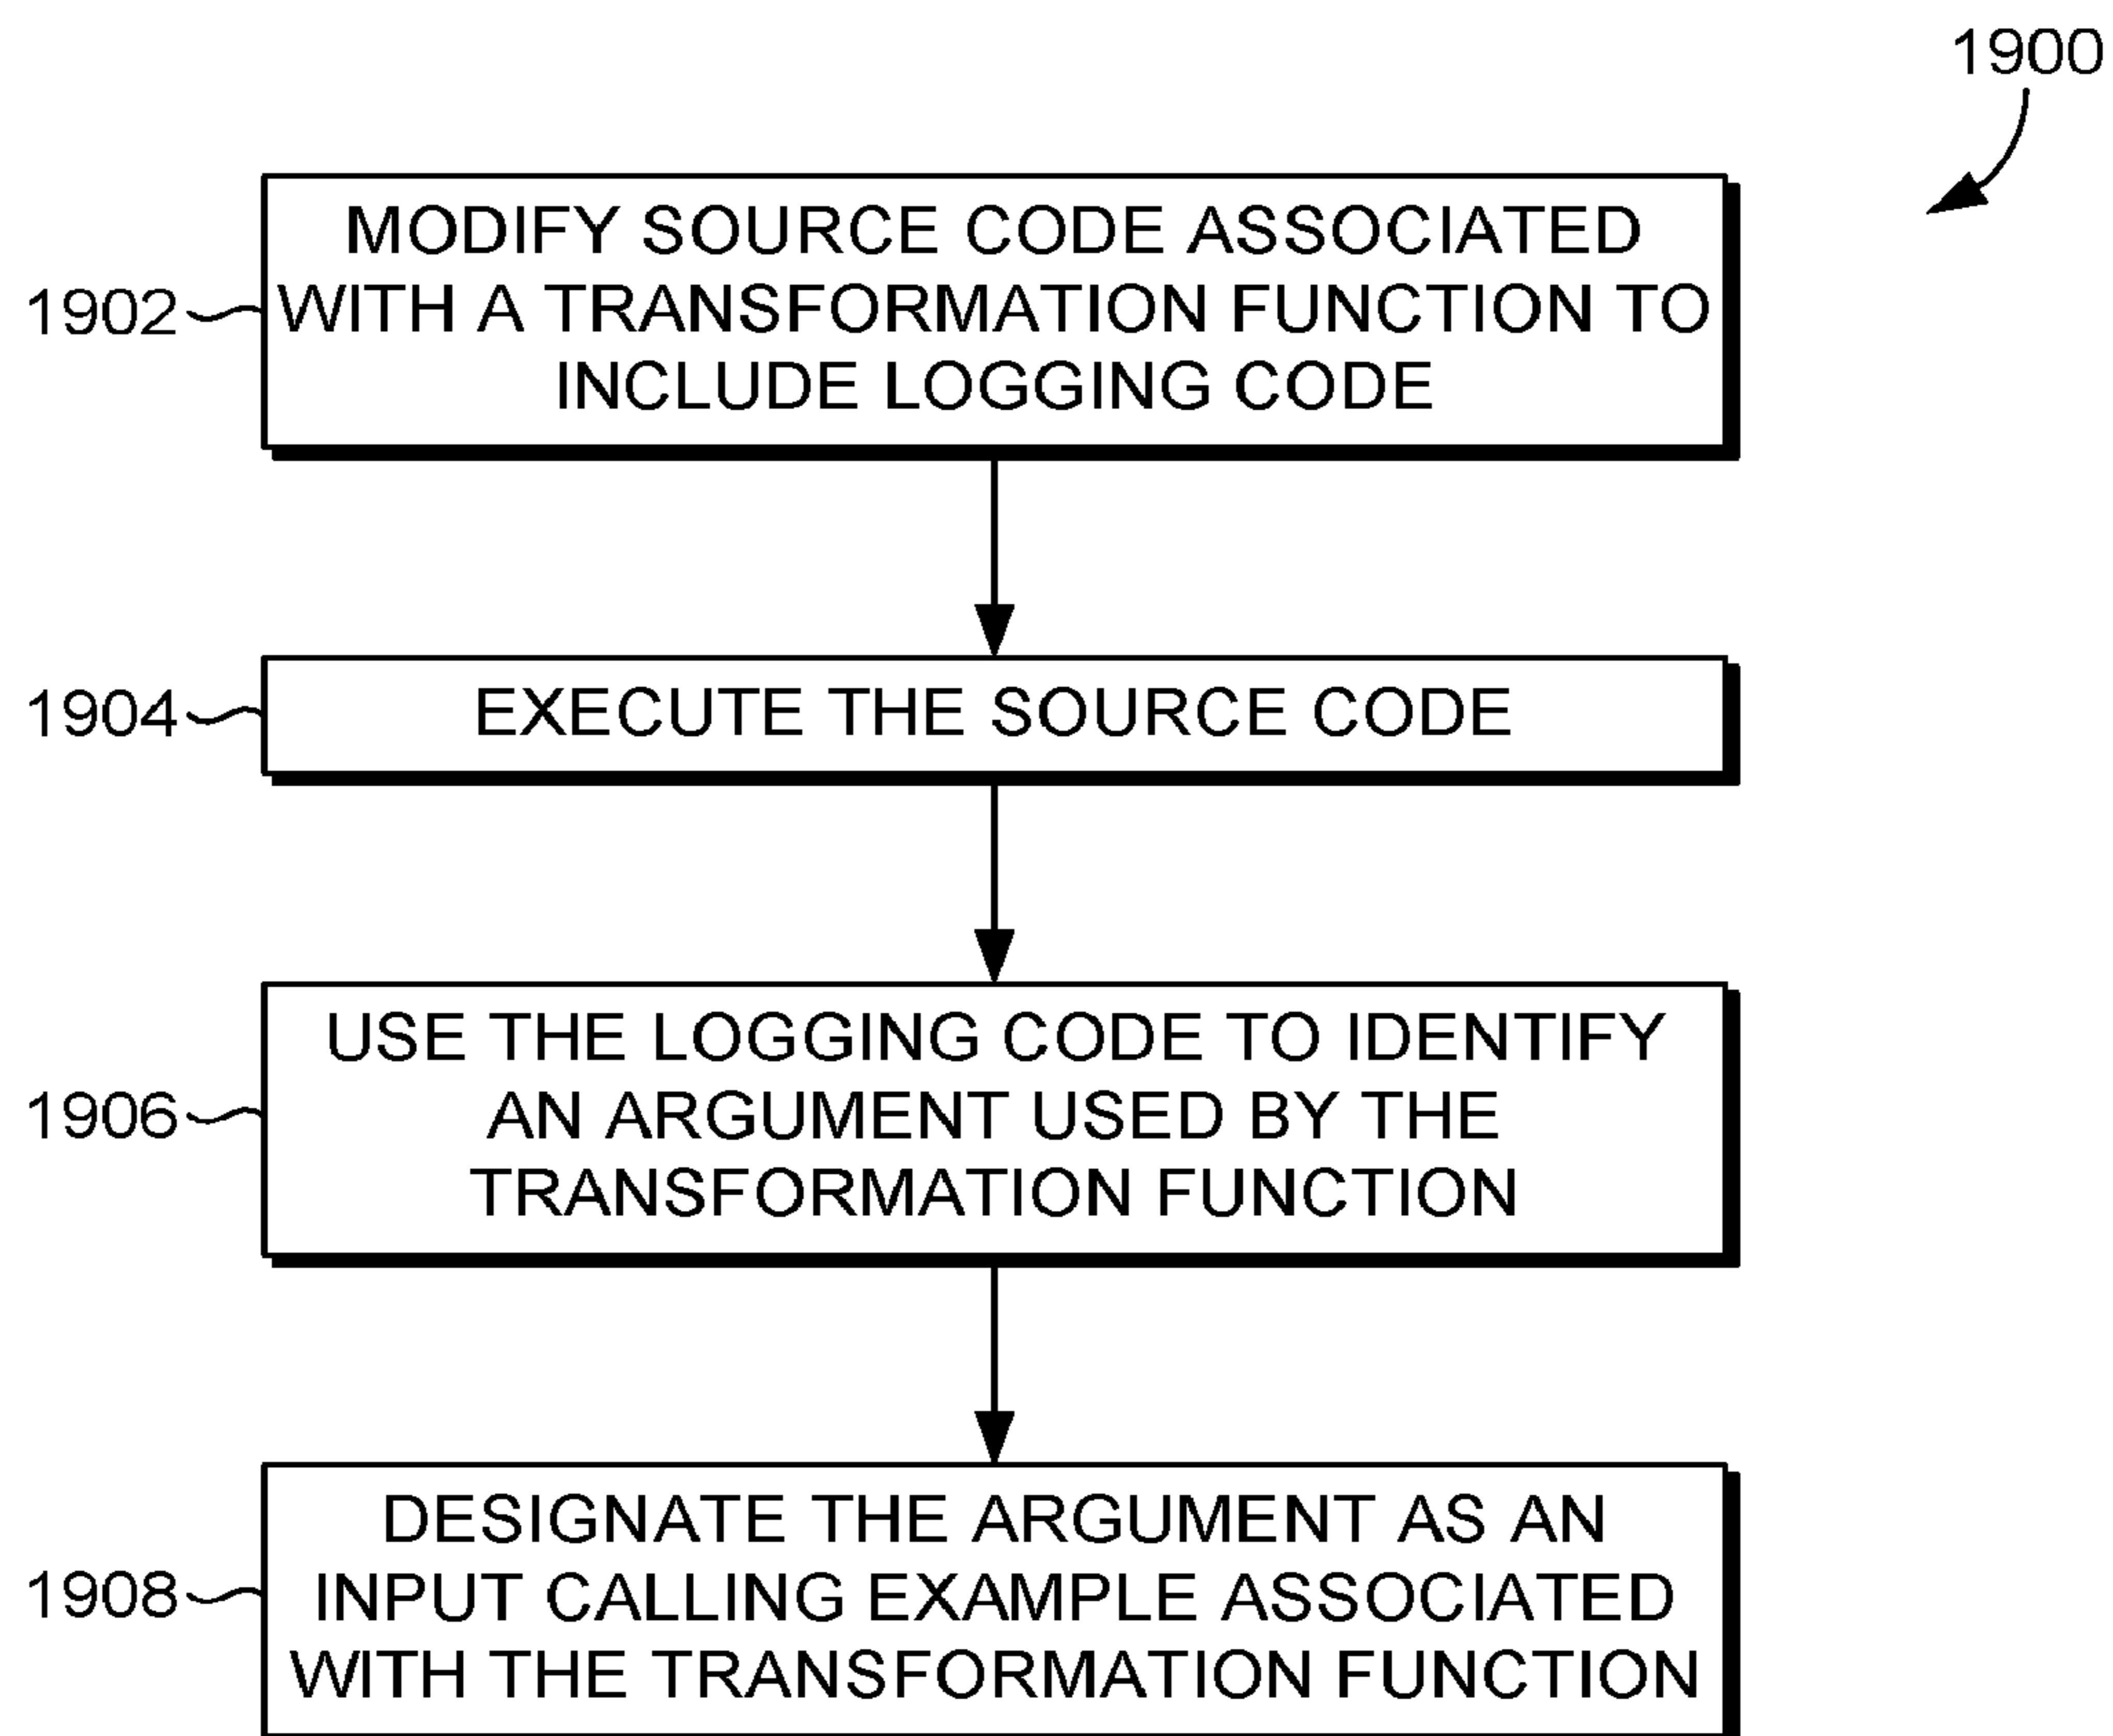 1900
MODIFY SOURCE CODE ASSOCIATED
WITH A TRANSFORMATION FUNCTION TO
INCLUDE LOGGING CODE
1902
EXECUTE THE SOURCE CODE
1904
USE THE LOGGING CODE TO IDENTIFY
AN ARGUMENT USED BY THE
TRANSFORMATION FUNCTION
1906
DESIGNATE THE ARGUMENT AS AN
INPUT CALLING EXAMPLE ASSOCIATED
WITH THE TRANSFORMATION FUNCTION
1908